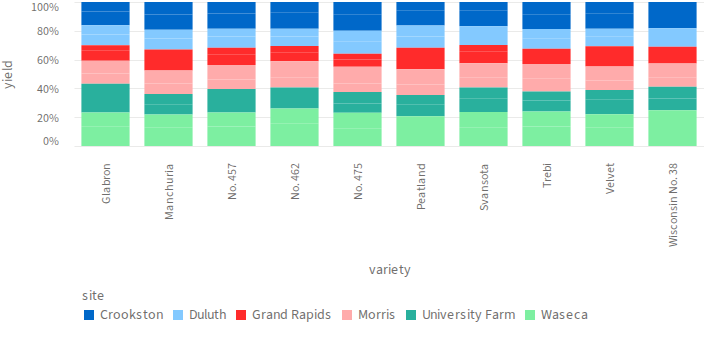 100%
80%
60%
40%
20%
0%
yield
Glabron
Manchuria
No. 457
No. 462
No. 475
Peatland
Svansota
Trebi
Velvet
Wisconsin No. 38
variety
site
Crookston Duluth Grand Rapids Morris University Farm Waseca